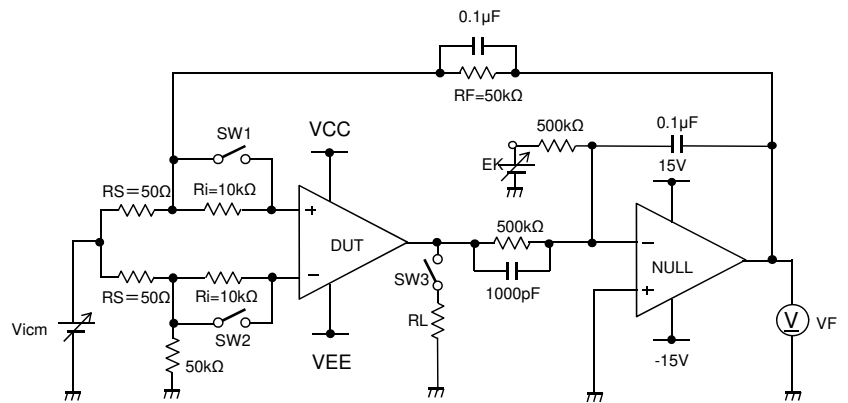 0.1μF
RF=50kΩ
SW1
VCC
500kΩ
0.1μF
EK
15V
RS=50Ω
Ri=10kΩ
DUT
500kΩ
NULL
RS=50Ω
Ri=10kΩ
SW3
1000pF
Vicm
SW2
RL
V
VF
50kΩ
VEE
-15V
+
−
−
+